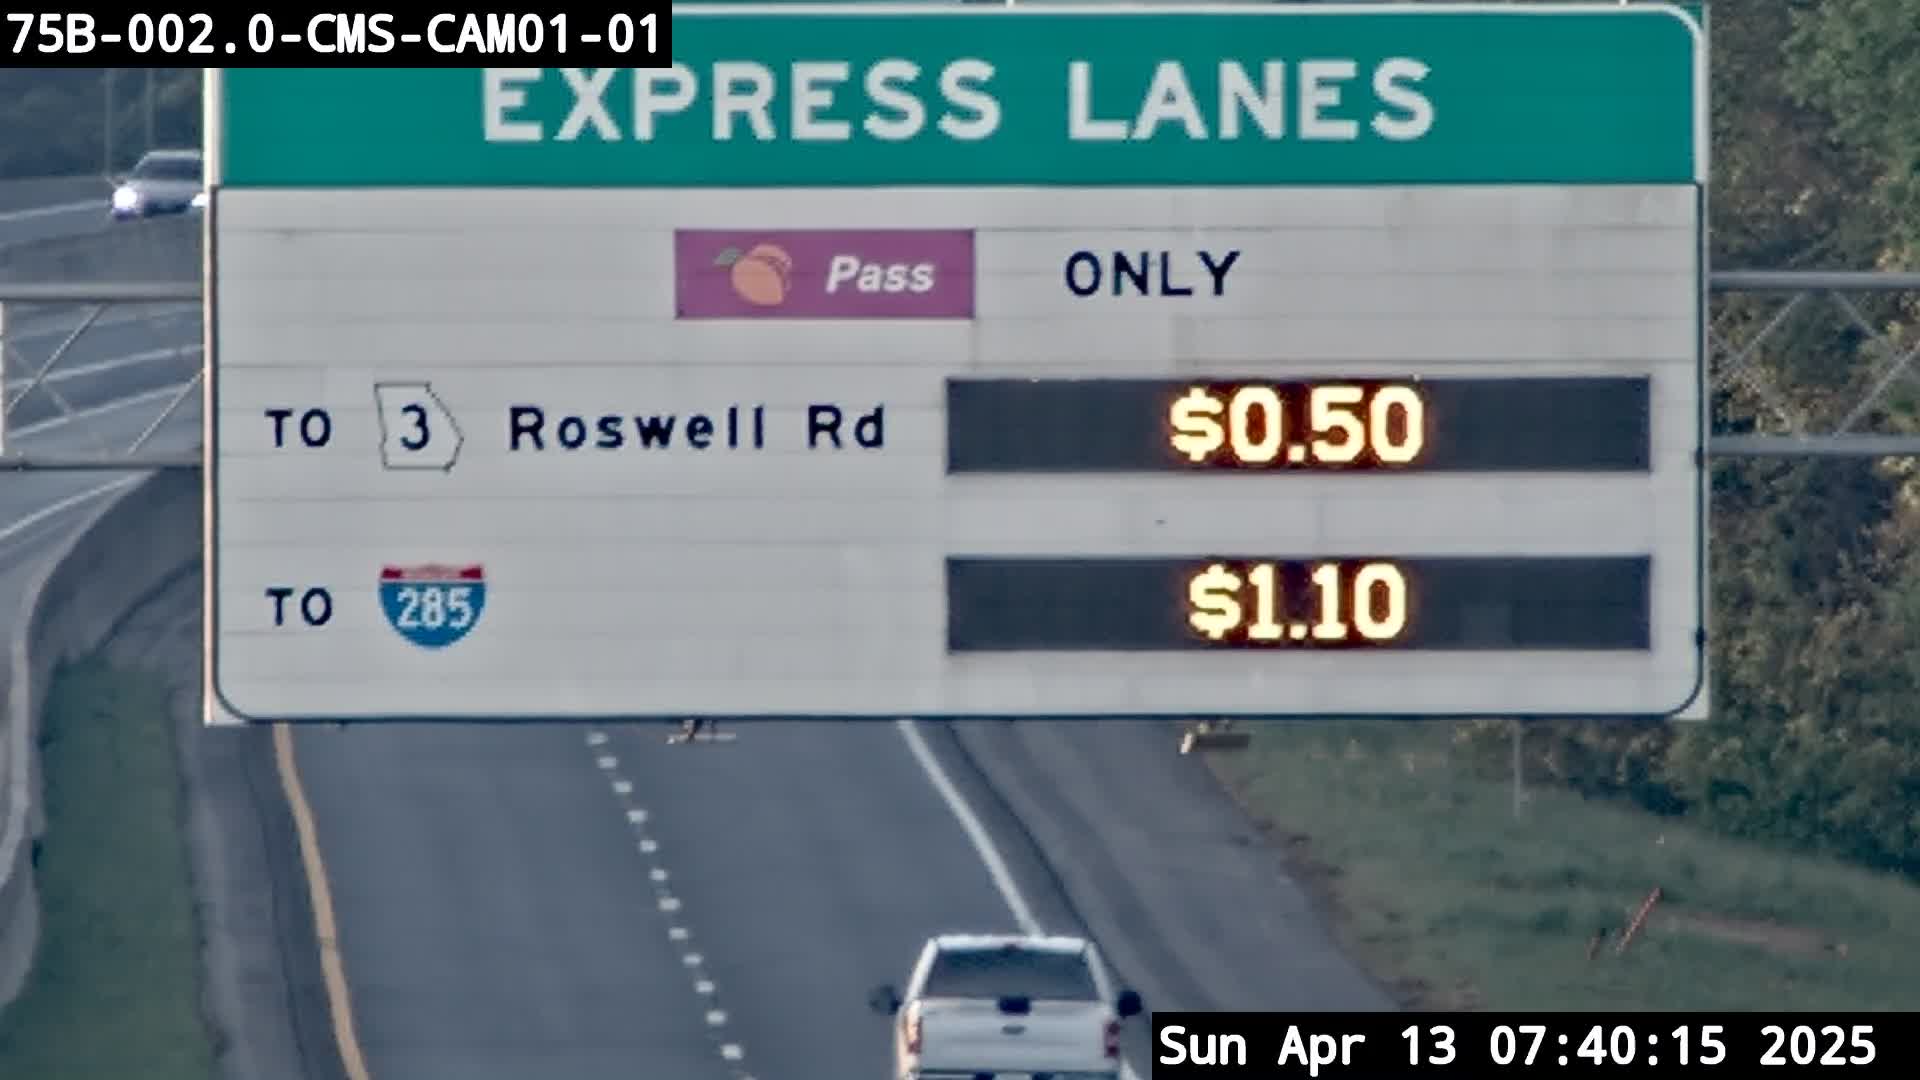 75B-002.0-CMS-CAM01-01
EXPRESS LANES
Pass ONLY
TO 3 Roswell Rd $0.50
TO 285 $1.10
Sun Apr 13 07:40:15 2025